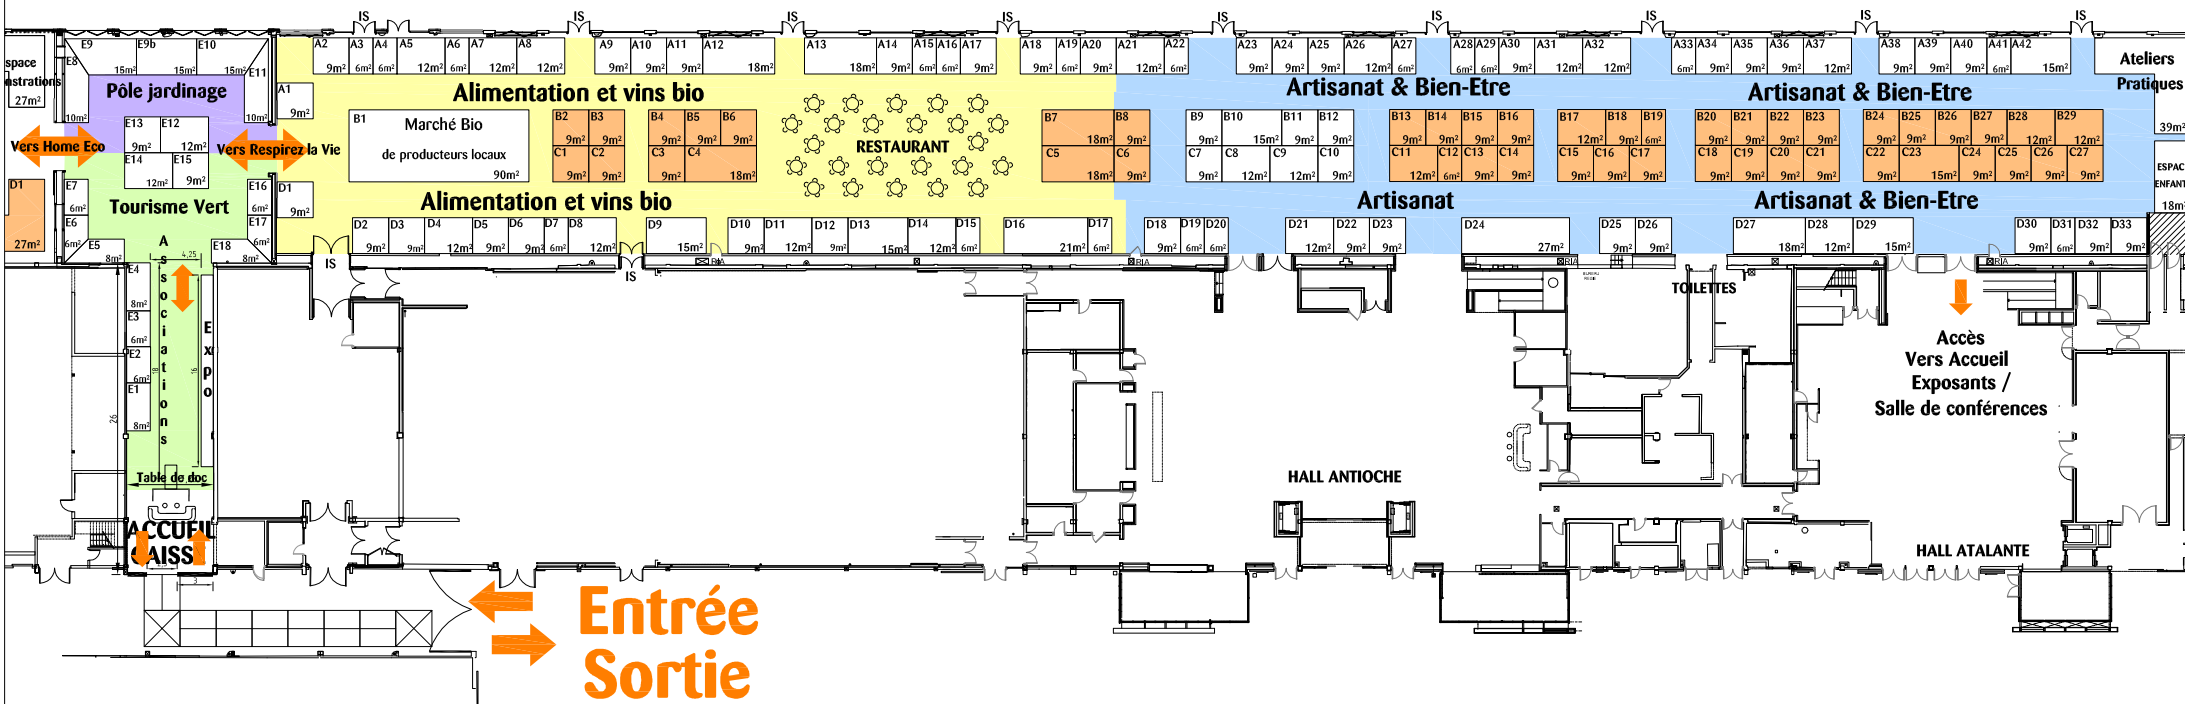 IS IS IS IS IS IS IS IS IS
E9 E9b E10
15m² 15m² 15m²
E8 E11
10m² 10m²
space
nstrations
27m²
Pôle jardinage
E13 E12
9m² 12m²
E14 E15
12m² 9m²
Vers Home Eco
Vers Respirez la Vie
D1
27m²
E7 E16
6m² 6m²
Tourisme Vert
E6 E17
6m² 6m²
E5 E18
8m² 8m²
A2 A3 A4 A5 A6 A7 A8
9m² 6m² 6m² 12m² 6m² 12m² 12m²
A9 A10 A11 A12
9m² 9m² 9m² 18m²
A13 A14 A15 A16 A17
18m² 9m² 6m² 6m² 9m²
A18 A19 A20 A21 A22
9m² 6m² 9m² 12m² 6m²
A23 A24 A25 A26 A27
9m² 9m² 9m² 12m² 6m²
A28 A29 A30 A31 A32
6m² 6m² 9m² 12m² 12m²
A33 A34 A35 A36 A37
6m² 9m² 9m² 9m² 12m²
A38 A39 A40 A41 A42
9m² 9m² 9m² 6m² 15m²
Ateliers
Pratiques
39m²
A1
9m²
Alimentation et vins bio
Artisanat & Bien-Etre
Artisanat & Bien-Etre
B1
Marché Bio
de producteurs locaux
90m²
B2 B3
9m² 9m²
C1 C2
9m² 9m²
B4 B5 B6
9m² 9m² 9m²
C3 C4
9m² 18m²
RESTAURANT
B7 B8
18m² 9m²
C5 C6
18m² 9m²
B9 B10 B11 B12
9m² 15m² 9m² 9m²
C7 C8 C9 C10
9m² 12m² 12m² 9m²
B13 B14 B15 B16
9m² 9m² 9m² 9m²
C11 C12 C13 C14
12m² 6m² 9m² 9m²
B17 B18 B19
12m² 9m² 6m²
C15 C16 C17
9m² 9m² 9m²
B20 B21 B22 B23
9m² 9m² 9m² 9m²
C18 C19 C20 C21
9m² 9m² 9m² 9m²
B24 B25 B26 B27 B28 B29
9m² 9m² 9m² 9m² 12m² 12m²
C22 C23 C24 C25 C26 C27
9m² 15m² 9m² 9m² 9m² 9m²
ESPAC
ENFANT
18m²
D1
9m²
Alimentation et vins bio
Artisanat
Artisanat & Bien-Etre
D2 D3 D4 D5 D6 D7 D8
9m² 9m² 12m² 9m² 9m² 6m² 12m²
D9
15m²
D10 D11 D12 D13 D14 D15
9m² 12m² 9m² 15m² 12m² 6m²
D16 D17
21m² 6m²
D18 D19 D20
9m² 6m² 6m²
D21 D22 D23
12m² 9m² 9m²
D24
27m²
D25 D26
9m² 9m²
D27 D28 D29
18m² 12m² 15m²
D30 D31 D32 D33
9m² 6m² 9m² 9m²
IS IS
RIA RIA RIA RIA
4,25
E4
8m²
E3
6m²
E2
6m²
E1
8m²
Associations
Expo
18
16
26
Table de doc
ACCUEIL
CAISS
BUREAU
REGIE
TOILETTES
Accès
Vers Accueil
Exposants /
Salle de conférences
HALL ANTIOCHE
HALL ATALANTE
Entrée
Sortie